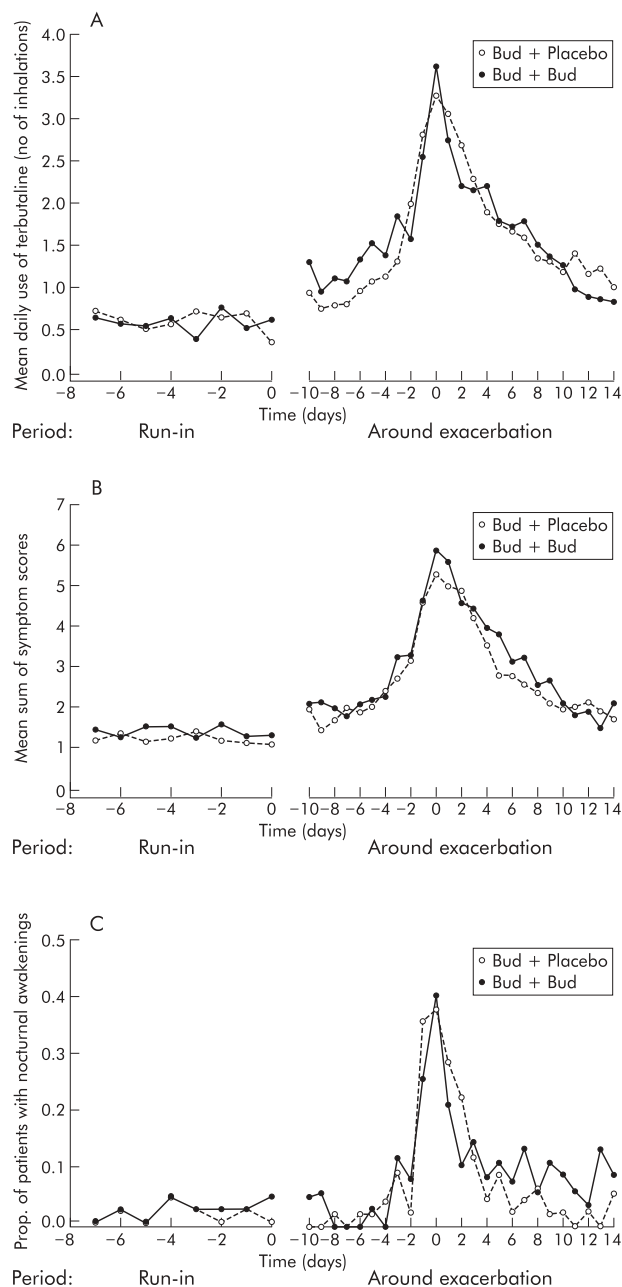 A
Mean daily use of terbutaline (no of inhalations)
4.0
3.5
3.0
2.5
2.0
1.5
1.0
0.5
0.0
Bud + Placebo
Bud + Bud
−8 −6 −4 −2 0 −10 −8 −6 −4 −2 0 2 4 6 8 10 12 14
Time (days)
Period: Run-in Around exacerbation
B
Mean sum of symptom scores
7
6
5
4
3
2
1
0
Bud + Placebo
Bud + Bud
−8 −6 −4 −2 0 −10 −8 −6 −4 −2 0 2 4 6 8 10 12 14
Time (days)
Period: Run-in Around exacerbation
C
Prop. of patients with nocturnal awakenings
0.5
0.4
0.3
0.2
0.1
0.0
Bud + Placebo
Bud + Bud
−8 −6 −4 −2 0 −10 −8 −6 −4 −2 0 2 4 6 8 10 12 14
Time (days)
Period: Run-in Around exacerbation